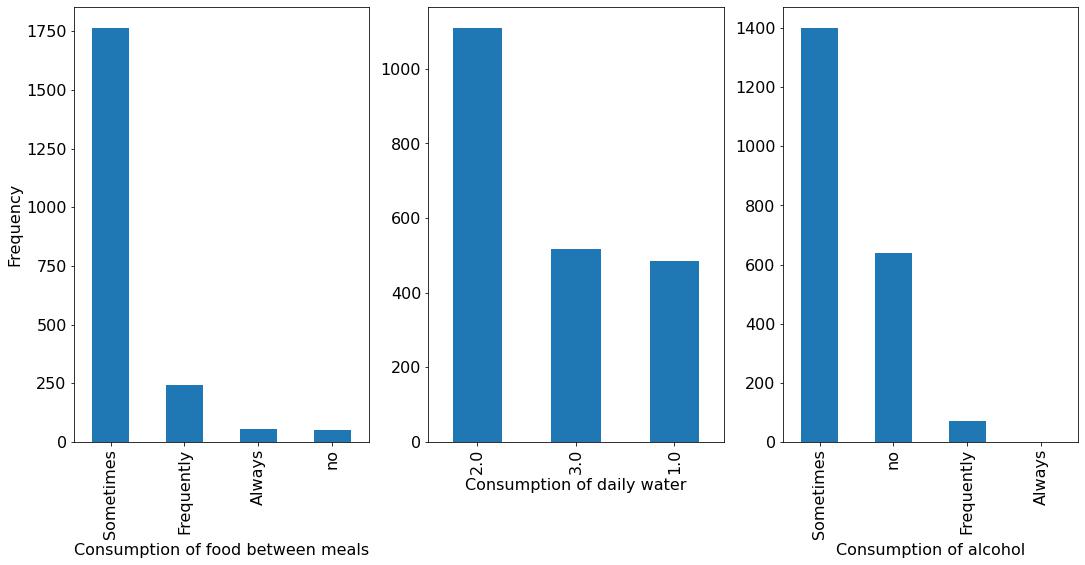 Frequency
1750
1500
1250
1000
750
500
250
0
Sometimes
Frequently
Always
no
Consumption of food between meals
1000
800
600
400
200
0
2.0
3.0
1.0
Consumption of daily water
1400
1200
1000
800
600
400
200
0
Sometimes
no
Frequently
Always
Consumption of alcohol